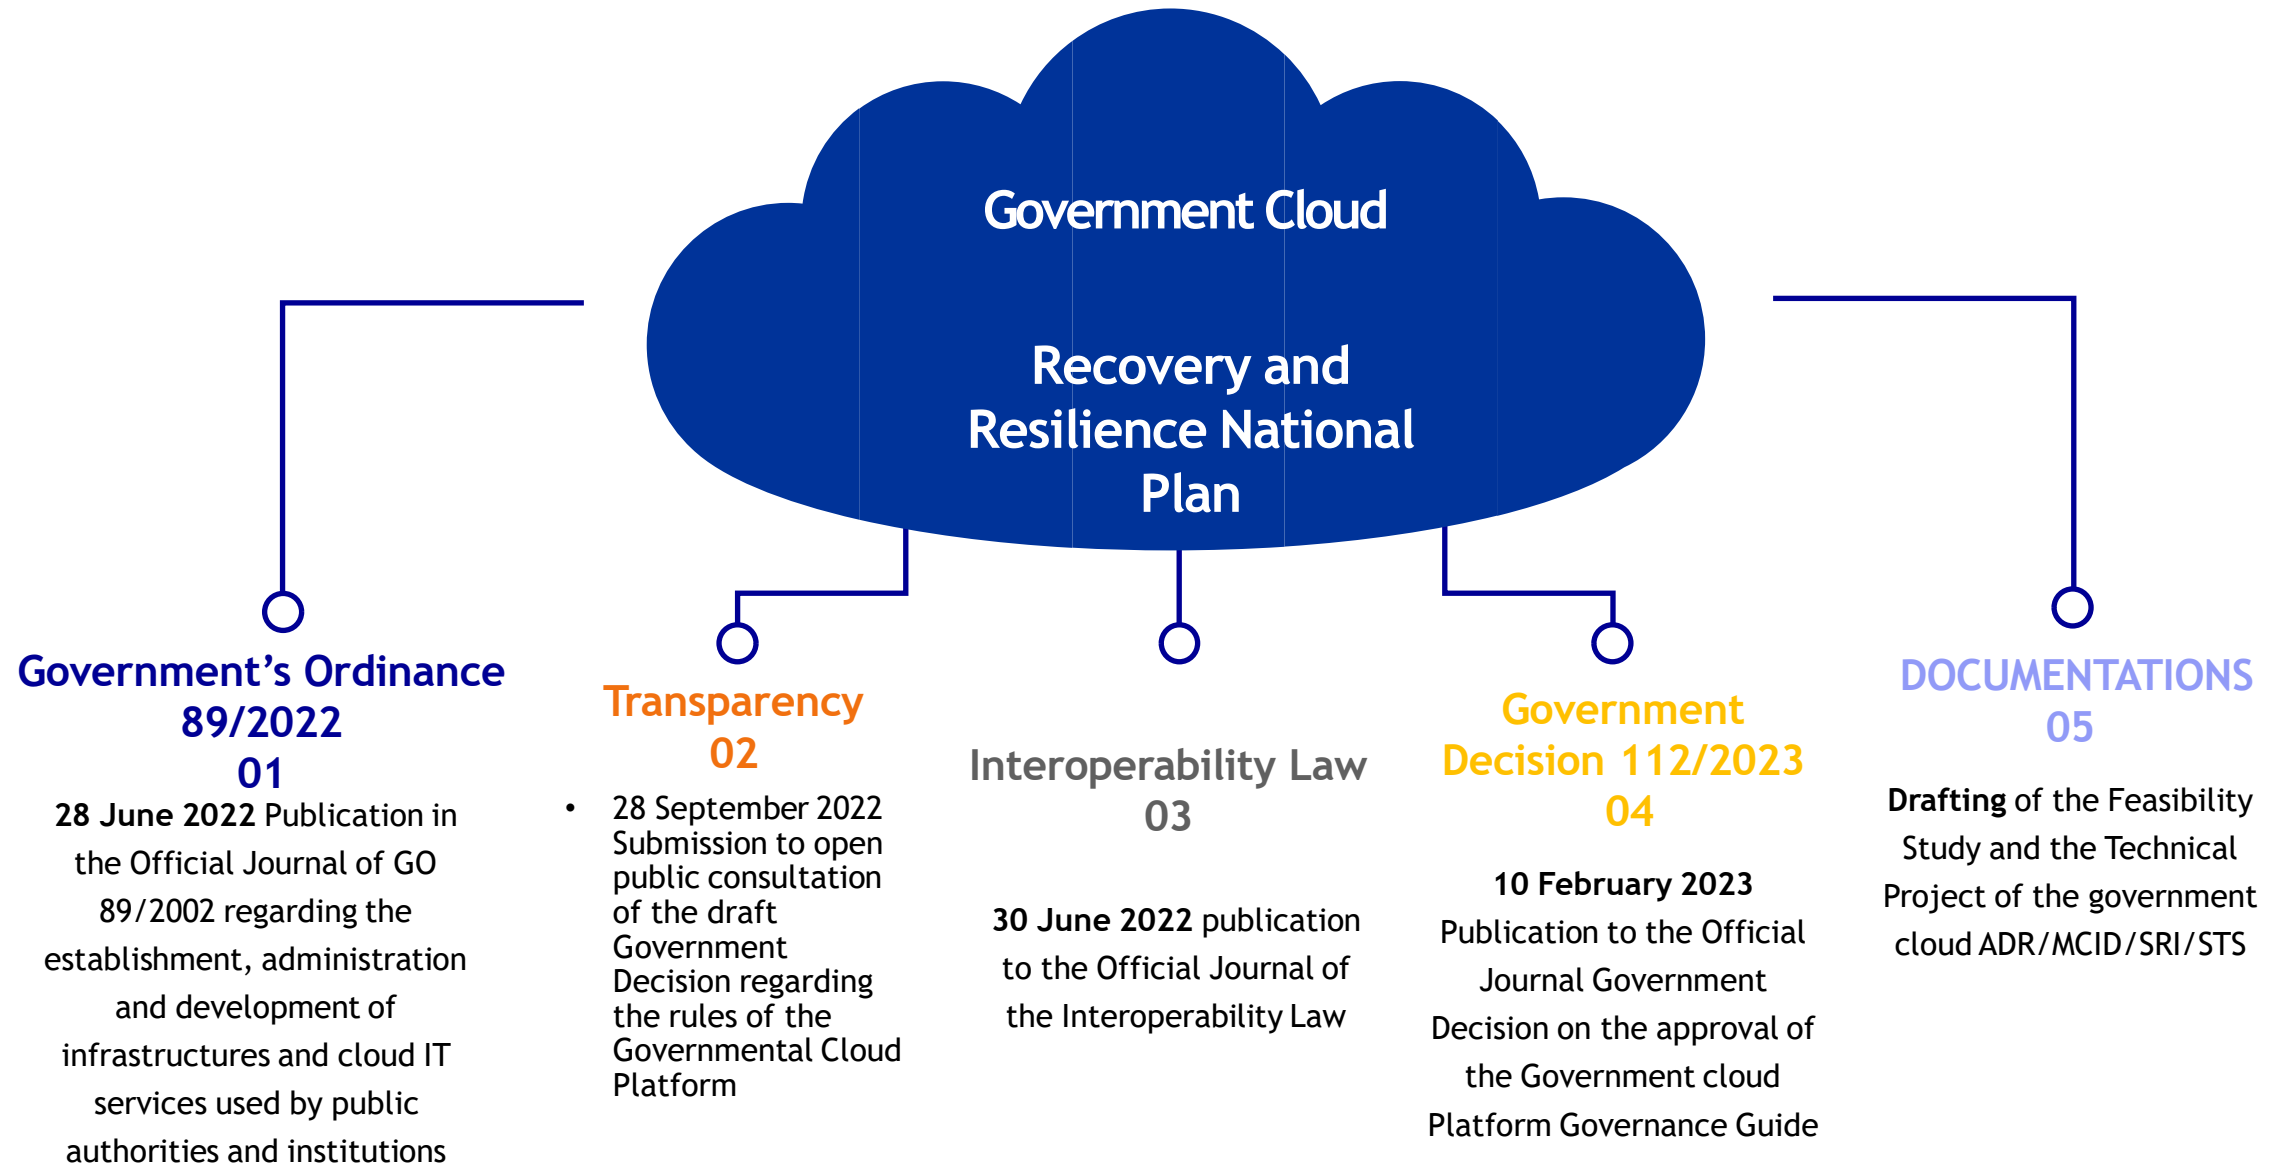 Government Cloud
Recovery and
Resilience National
Plan
Government’s Ordinance
89/2022
01
28 June 2022 Publication in
the Official Journal of GO
89/2002 regarding the
establishment, administration
and development of
infrastructures and cloud IT
services used by public
authorities and institutions
Transparency
02
• 28 September 2022
Submission to open
public consultation
of the draft
Government
Decision regarding
the rules of the
Governmental Cloud
Platform
Interoperability Law
03
30 June 2022 publication
to the Official Journal of
the Interoperability Law
Government
Decision 112/2023
04
10 February 2023
Publication to the Official
Journal Government
Decision on the approval of
the Government cloud
Platform Governance Guide
DOCUMENTATIONS
05
Drafting of the Feasibility
Study and the Technical
Project of the government
cloud ADR/MCID/SRI/STS